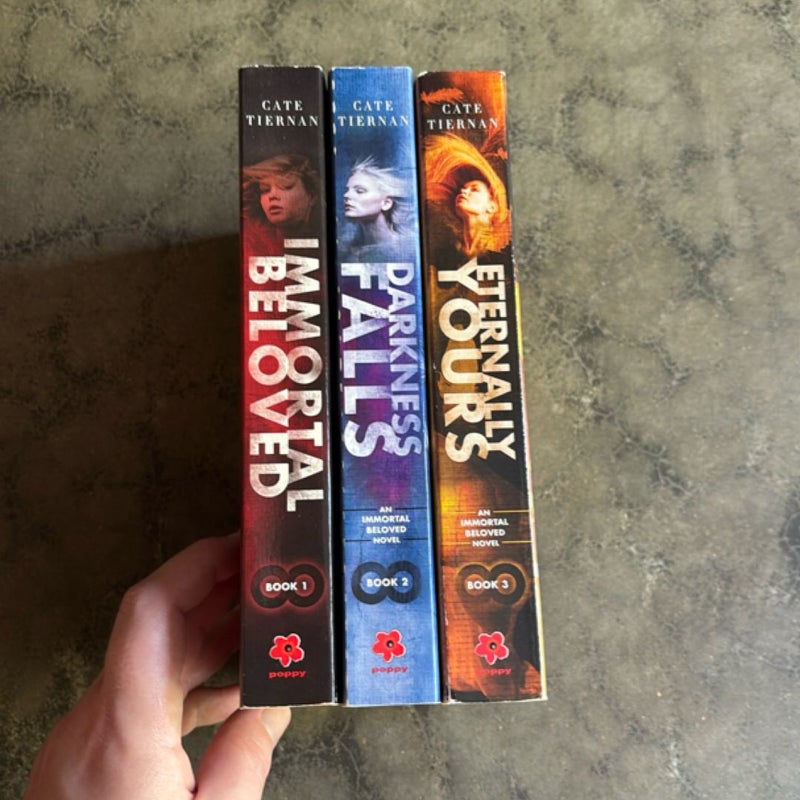 CATE
TIERNAN
IMMORTAL
BELOVED
BOOK 1
poppy
CATE
TIERNAN
DARKNESS
FALLS
AN
IMMORTAL
BELOVED
NOVEL
BOOK 2
poppy
CATE
TIERNAN
ETERNALLY
YOURS
AN
IMMORTAL
BELOVED
NOVEL
BOOK 3
poppy